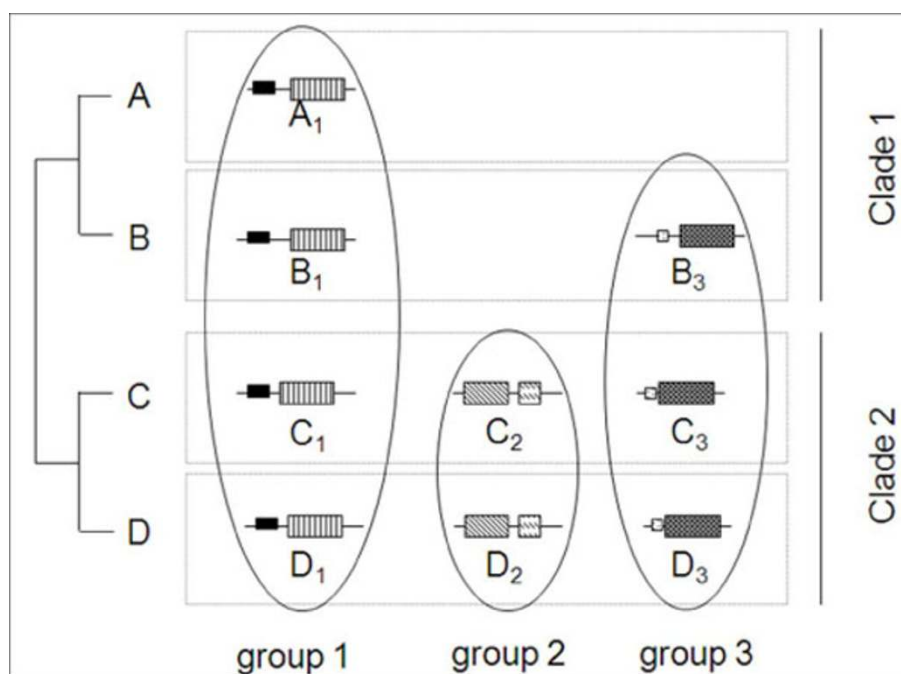 A
A₁
Clade 1
B
B₁
B₃
C
C₁
C₂
C₃
Clade 2
D
D₁
D₂
D₃
group 1
group 2
group 3